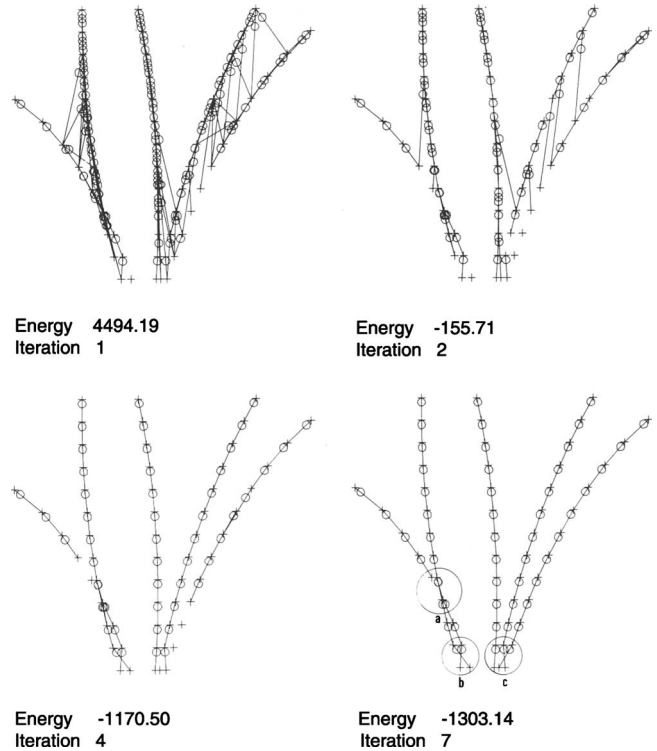 Energy 4494.19
Iteration 1
Energy -155.71
Iteration 2
a
b
c
Energy -1170.50
Iteration 4
Energy -1303.14
Iteration 7